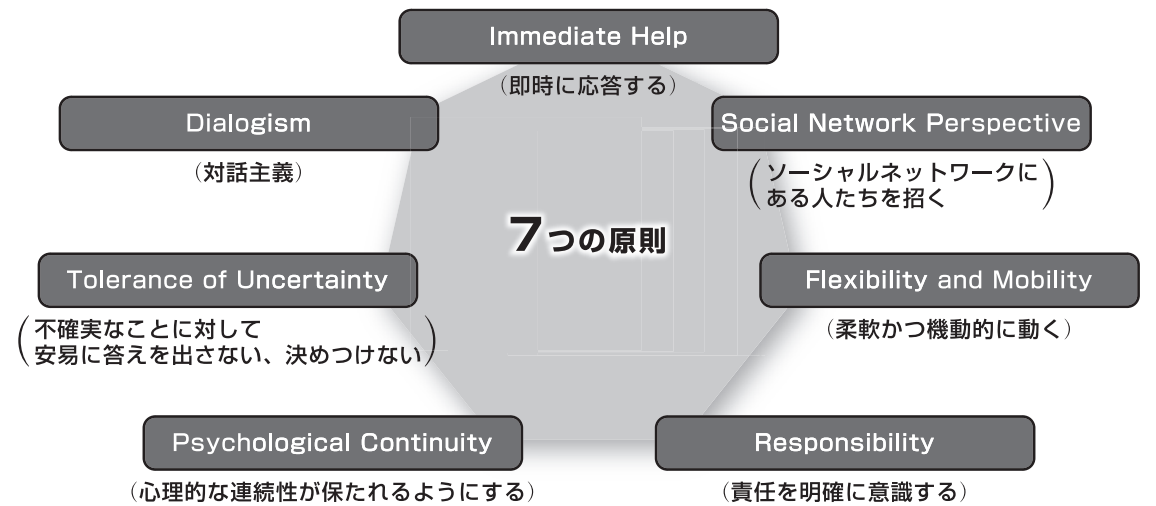 Immediate Help
（即時に応答する）
Social Network Perspective
（ソーシャルネットワークに
ある人たちを招く）
Flexibility and Mobility
（柔軟かつ機動的に動く）
Responsibility
（責任を明確に意識する）
Psychological Continuity
（心理的な連続性が保たれるようにする）
Tolerance of Uncertainty
（不確実なことに対して
安易に答えを出さない、決めつけない）
Dialogism
（対話主義）
7つの原則